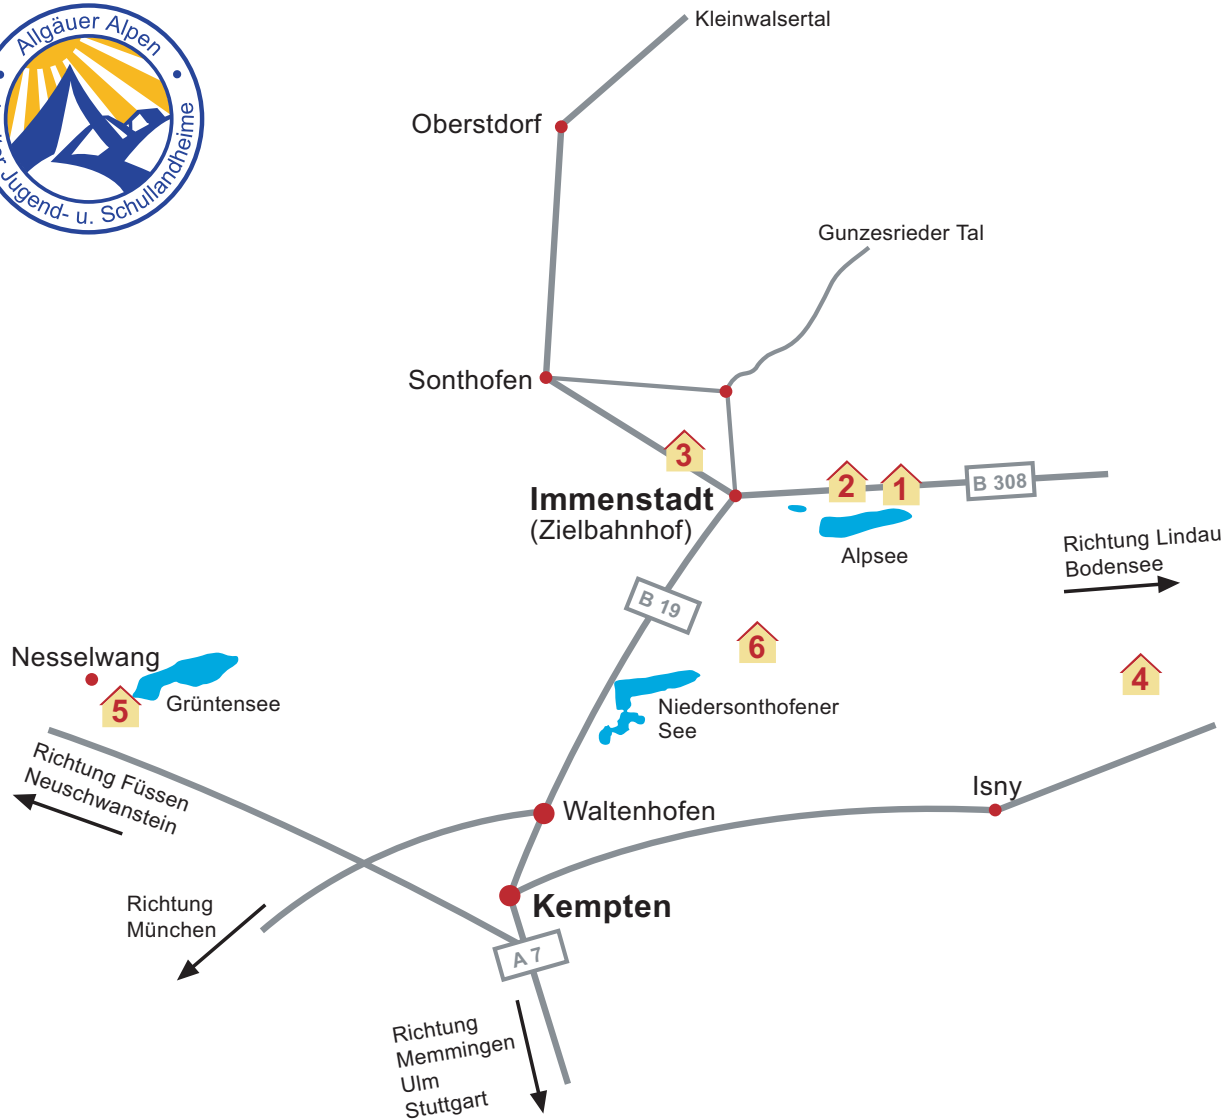 Allgäuer Alpen
Jugend- u. Schullandheime
Kleinwalsertal
Oberstdorf
Gunzesrieder Tal
Sonthofen
3
2
1
B 308
Immenstadt
(Zielbahnhof)
Alpsee
Richtung Lindau
Bodensee
B 19
6
4
Nesselwang
5
Grüntensee
Niedersonthofener
See
Richtung Füssen
Neuschwanstein
Isny
Waltenhofen
Kempten
Richtung
München
A 7
Richtung
Memmingen
Ulm
Stuttgart